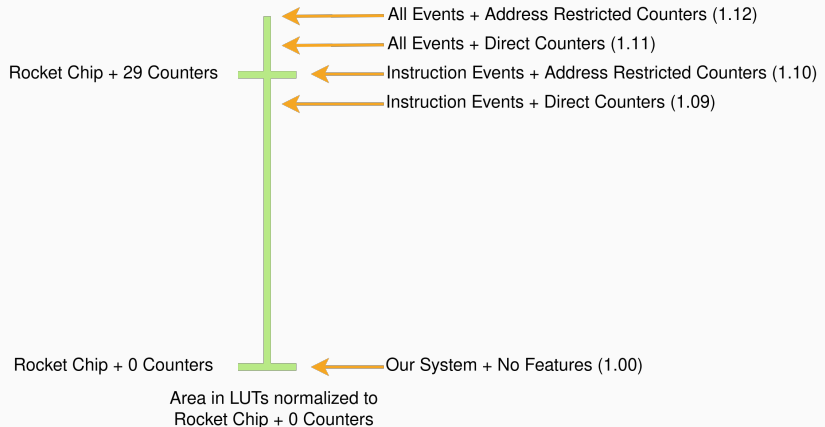 All Events + Address Restricted Counters (1.12)
All Events + Direct Counters (1.11)
Rocket Chip + 29 Counters
Instruction Events + Address Restricted Counters (1.10)
Instruction Events + Direct Counters (1.09)
Rocket Chip + 0 Counters
Our System + No Features (1.00)
Area in LUTs normalized to
Rocket Chip + 0 Counters